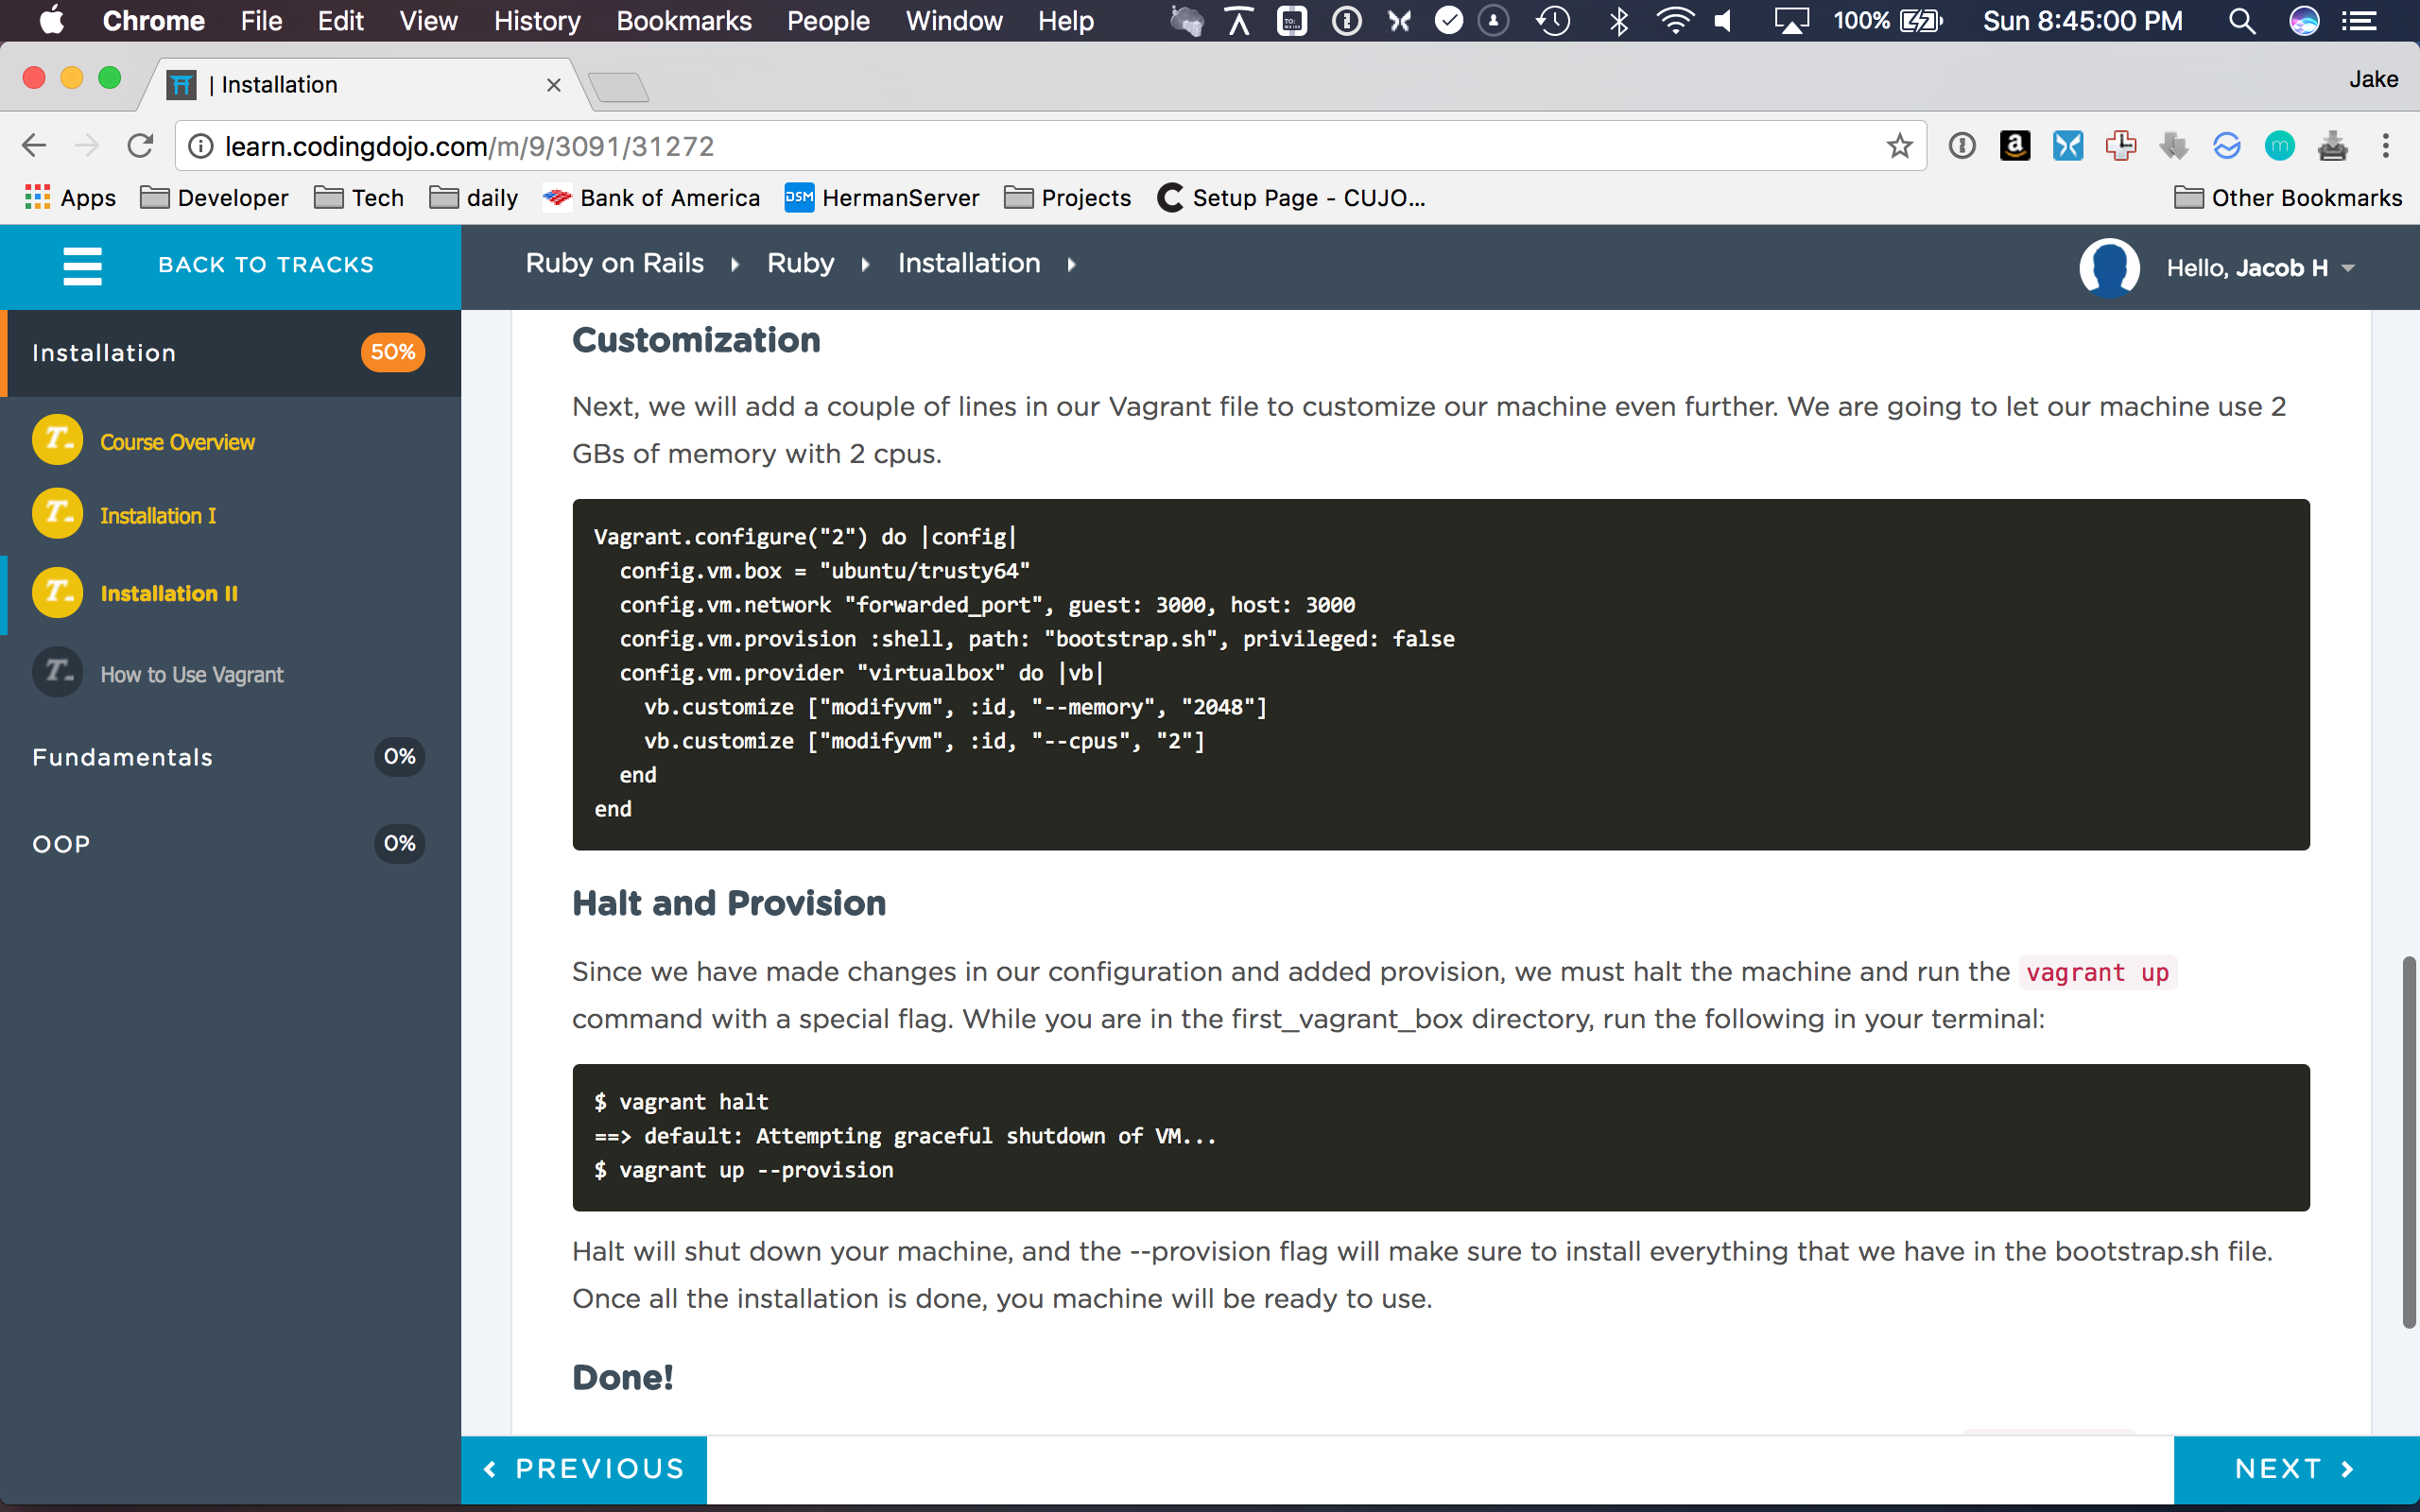 Chrome File Edit View History Bookmarks People Window Help 100% Sun 8:45:00 PM
| Installation Jake
learn.codingdojo.com/m/9/3091/31272
Apps Developer Tech daily Bank of America DSM HermanServer Projects Setup Page - CUJO... Other Bookmarks
BACK TO TRACKS Ruby on Rails Ruby Installation Hello, Jacob H
Installation 50%
Course Overview
Installation I
Installation II
How to Use Vagrant
Fundamentals 0%
OOP 0%
Customization
Next, we will add a couple of lines in our Vagrant file to customize our machine even further. We are going to let our machine use 2
GBs of memory with 2 cpus.
Vagrant.configure("2") do |config|
  config.vm.box = "ubuntu/trusty64"
  config.vm.network "forwarded_port", guest: 3000, host: 3000
  config.vm.provision :shell, path: "bootstrap.sh", privileged: false
  config.vm.provider "virtualbox" do |vb|
    vb.customize ["modifyvm", :id, "--memory", "2048"]
    vb.customize ["modifyvm", :id, "--cpus", "2"]
  end
end
Halt and Provision
Since we have made changes in our configuration and added provision, we must halt the machine and run the vagrant up
command with a special flag. While you are in the first_vagrant_box directory, run the following in your terminal:
$ vagrant halt
==> default: Attempting graceful shutdown of VM...
$ vagrant up --provision
Halt will shut down your machine, and the --provision flag will make sure to install everything that we have in the bootstrap.sh file.
Once all the installation is done, you machine will be ready to use.
Done!
PREVIOUS NEXT